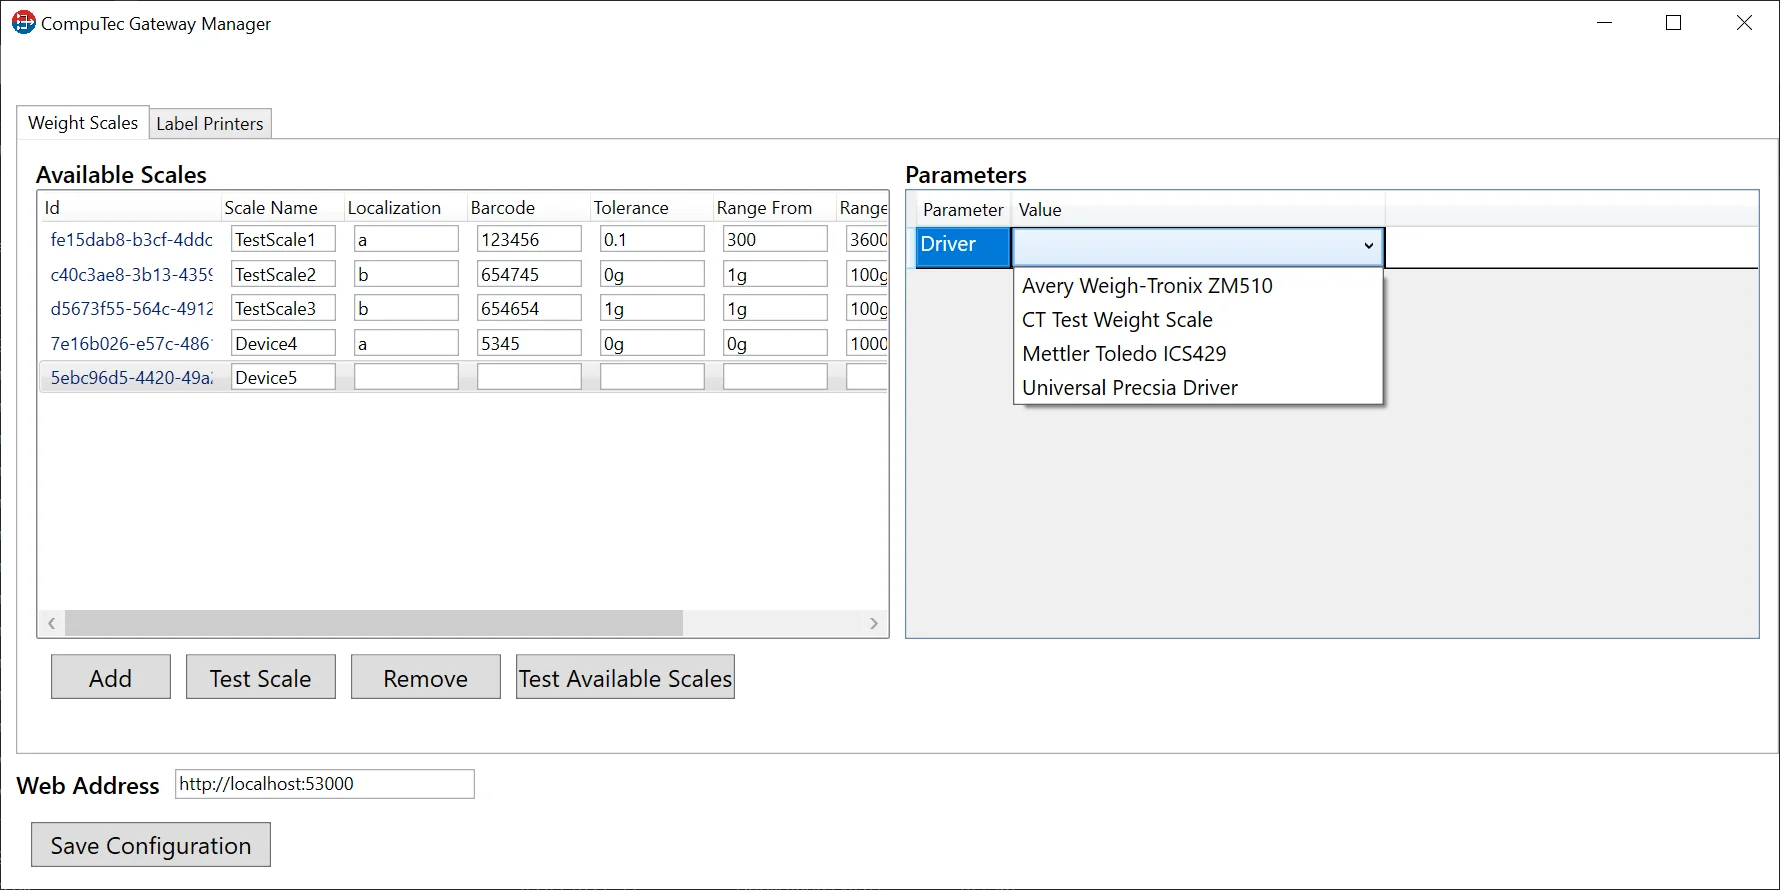 CompuTec Gateway Manager
Weight Scales Label Printers
Available Scales
Id Scale Name Localization Barcode Tolerance Range From Range
fe15dab8-b3cf-4ddc TestScale1 a 123456 0.1 300 3600
c40c3ae8-3b13-4359 TestScale2 b 654745 0g 1g 100g
d5673f55-564c-4912 TestScale3 b 654654 1g 1g 100g
7e16b026-e57c-486 Device4 a 5345 0g 0g 1000
5ebc96d5-4420-49a Device5
Add Test Scale Remove Test Available Scales
Parameters
Parameter Value
Driver
Avery Weigh-Tronix ZM510
CT Test Weight Scale
Mettler Toledo ICS429
Universal Precsia Driver
Web Address http://localhost:53000
Save Configuration